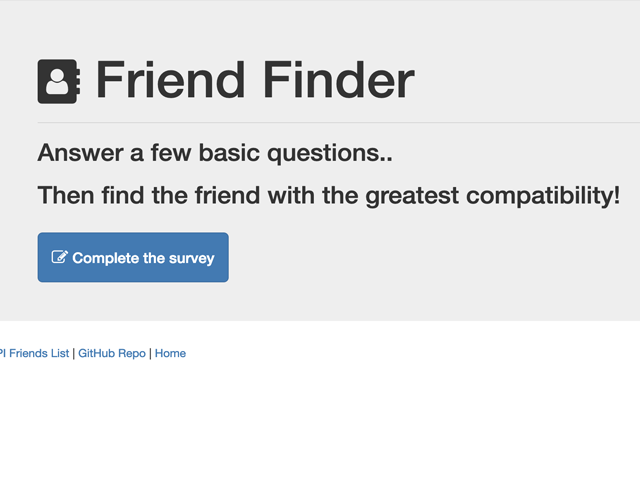 Friend Finder
Answer a few basic questions..
Then find the friend with the greatest compatibility!
Complete the survey
PI Friends List | GitHub Repo | Home